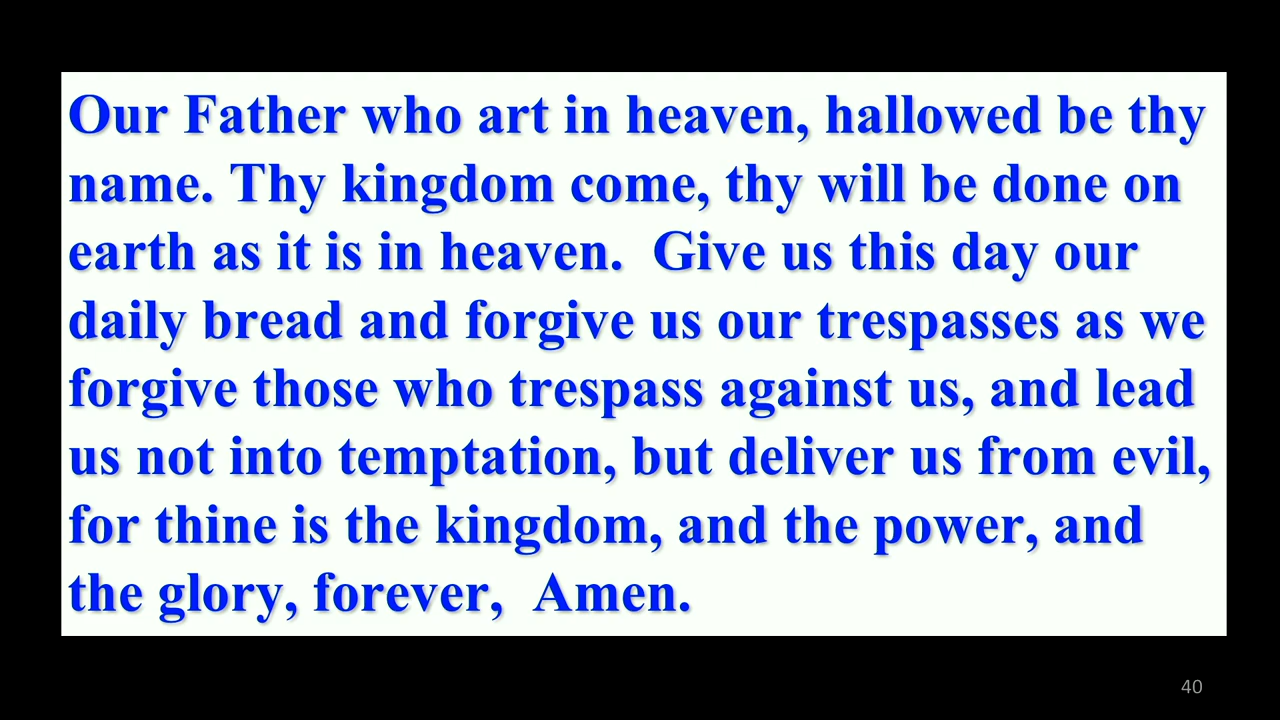 Our Father who art in heaven, hallowed be thy
name. Thy kingdom come, thy will be done on
earth as it is in heaven.  Give us this day our
daily bread and forgive us our trespasses as we
forgive those who trespass against us, and lead
us not into temptation, but deliver us from evil,
for thine is the kingdom, and the power, and
the glory, forever,  Amen.
40